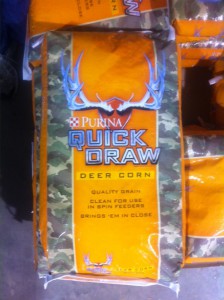 PURINA
QUICK
DRAW
DEER CORN
QUALITY GRAIN
CLEAN FOR USE
IN SPIN FEEDERS
BRINGS 'EM IN CLOSE